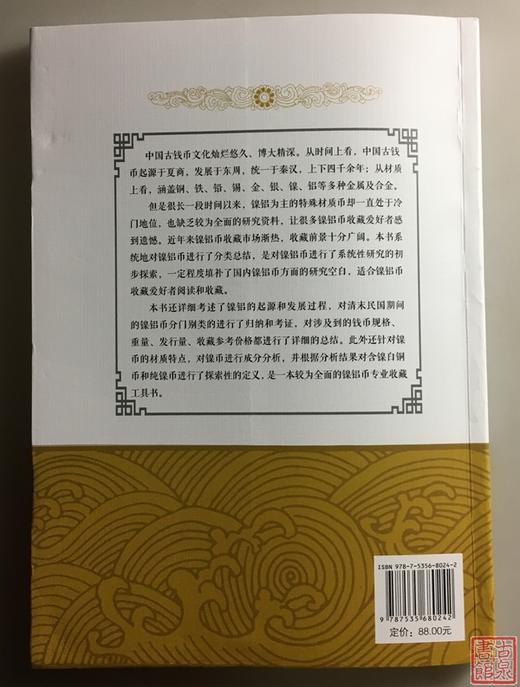 中国古钱币文化灿烂悠久、博大精深。从时间上看，中国古钱
币起源于夏商，发展于东周，统一于秦汉，上下四千余年；从材质
上看，涵盖铜、铁、铅、锡、金、银、镍、铝等多种金属及合金。
但是很长一段时间以来，镍铝为主的特殊材质币却一直处于冷
门地位，也缺乏较为全面的研究资料，让很多镍铝币收藏爱好者感
到遗憾。近年来镍铝币收藏市场渐热，收藏前景十分广阔。本书系
统地对镍铝币进行了分类总结，是对镍铝币进行了系统性研究的初
步探索，一定程度填补了国内镍铝币方面的研究空白，适合镍铝币
收藏爱好者阅读和收藏。
本书还详细考述了镍铝的起源和发展过程，对清末民国期间
的镍铝币分门别类的进行了归纳和考证，对涉及到的钱币规格、
重量、发行量、收藏参考价格都进行了详细的总结。此外还针对镍
币的材质特点，对镍币进行成分分析，并根据分析结果对含镍白铜
币和纯镍币进行了探索性的定义，是一本较为全面的镍铝币专业收藏
工具书。
ISBN 978-7-5356-8024-2
9 787535 680242
定价：88.00元
古泉
書館